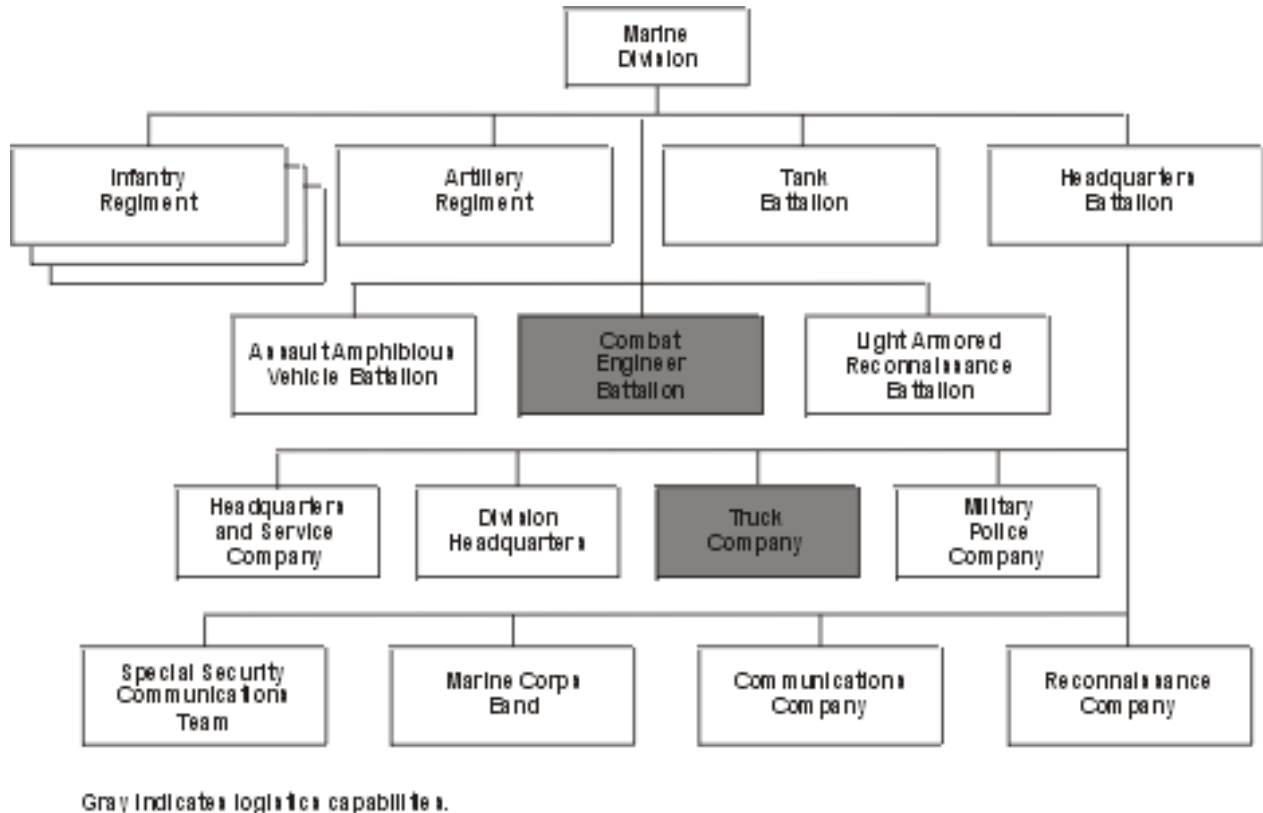 Marine
Division
Infantry
Regiment
Artillery
Regiment
Tank
Battalion
Headquarters
Battalion
Assault Amphibious
Vehicle Battalion
Combat
Engineer
Battalion
Light Armored
Reconnaissance
Battalion
Headquarters
and Service
Company
Division
Headquarters
Truck
Company
Military
Police
Company
Special Security
Communications
Team
Marine Corps
Band
Communications
Company
Reconnaissance
Company
Gray indicates logistics capabilities.